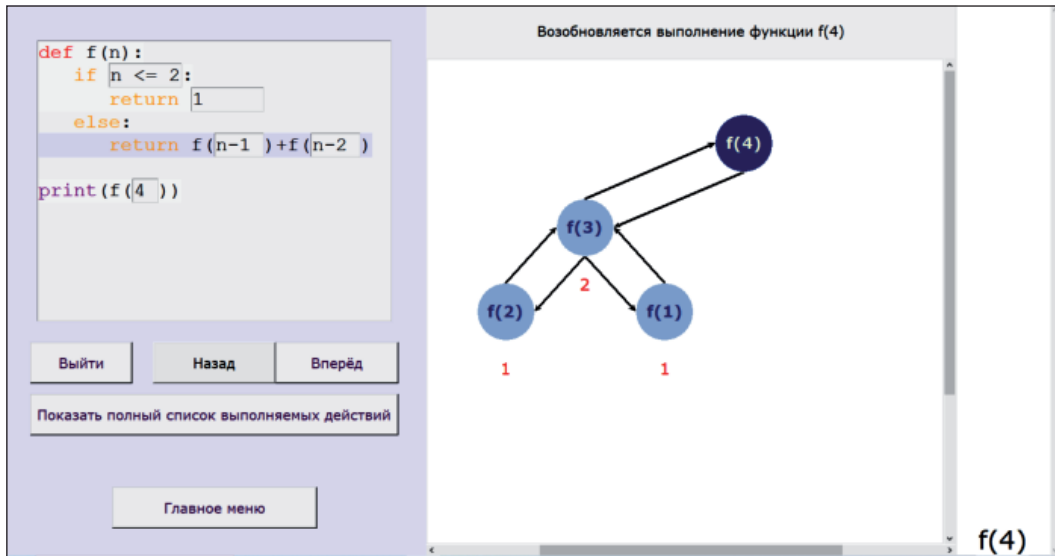 def f(n):
if n <= 2:
return 1
else:
return f(n-1 )+f(n-2 )
print(f(4 ))
Выйти
Назад
Вперёд
Показать полный список выполняемых действий
Главное меню
Возобновляется выполнение функции f(4)
f(4)
f(3)
2
f(2)
f(1)
1
1
f(4)